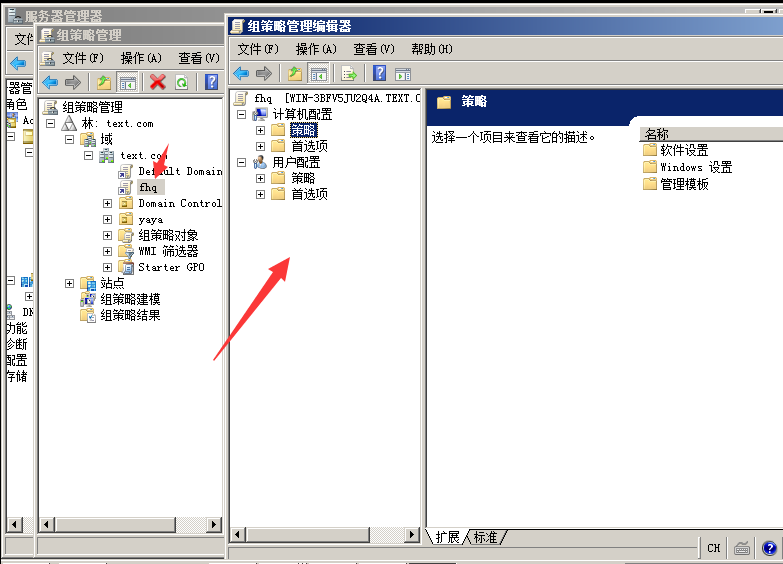 服务器管理器
文件
器管
角色
Ac
DN
功能
诊断
配置
存储
组策略管理
文件(F) 操作(A) 查看(V)
组策略管理
林: text.com
域
text.com
Default Domain
fhq
Domain Control
yaya
组策略对象
WMI 筛选器
Starter GPO
站点
组策略建模
组策略结果
组策略管理编辑器
文件(F) 操作(A) 查看(V) 帮助(H)
fhq [WIN-3BFV5JU2Q4A.TEXT.C
计算机配置
策略
首选项
用户配置
策略
首选项
策略
选择一个项目来查看它的描述。
名称
软件设置
Windows 设置
管理模板
扩展 标准
CH